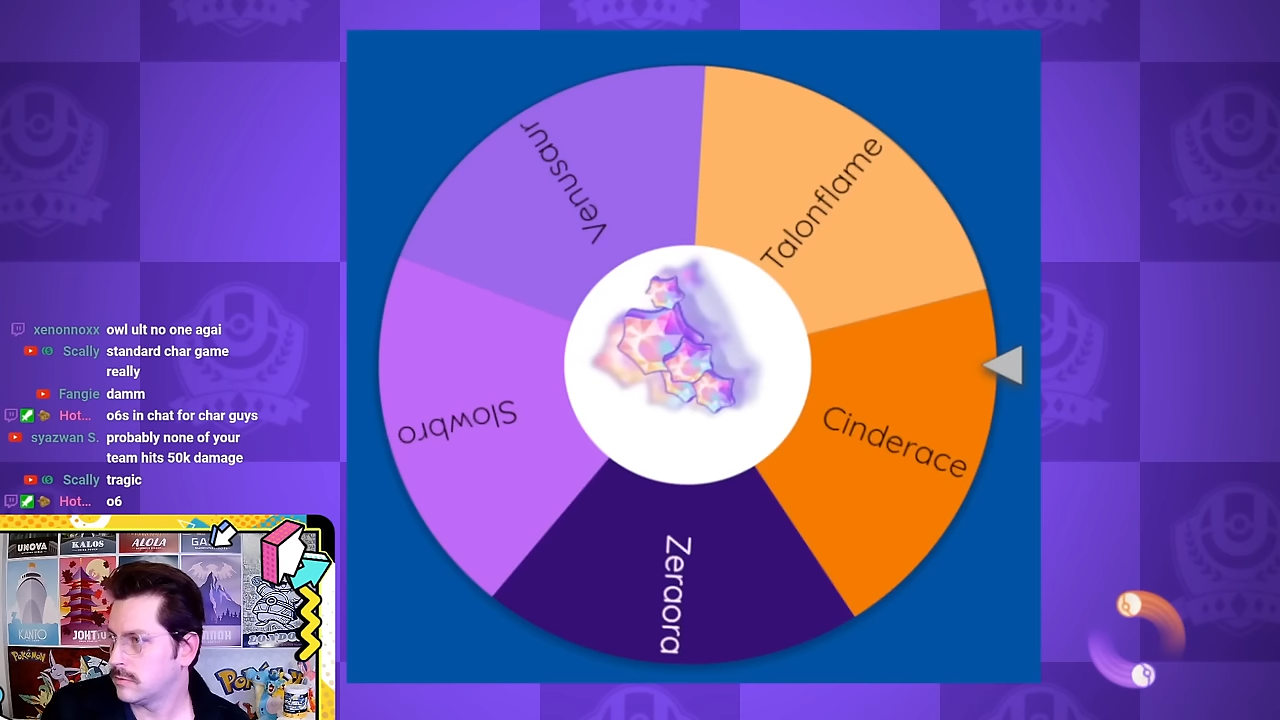 Venusaur
Talonflame
Slowbro
Cinderace
Zeraora
xenonnoxx owl ult no one agai
Scally standard char game
really
Fangie damm
Hot... o6s in chat for char guys
syazwan S. probably none of your
team hits 50k damage
Scally tragic
Hot... o6
UNOVA
KALOS
ALOLA
KANTO
JOHTO
POKéMON